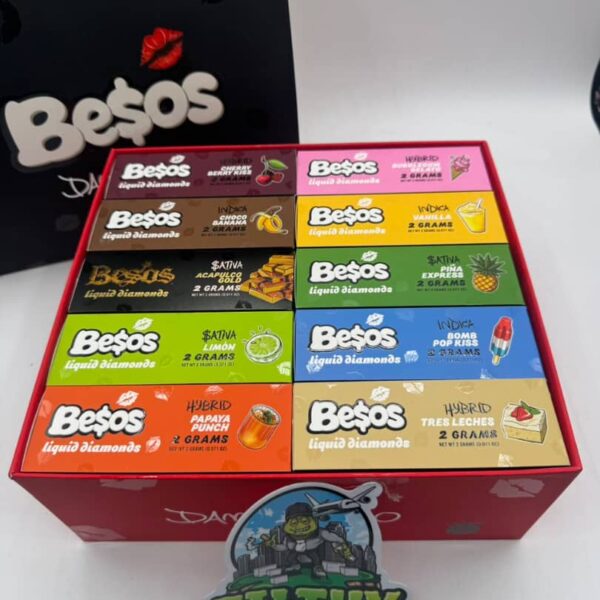 Be$os
Be$os
liquid diamonds
HYBRID
CHERRY
BERRY KISS
2 GRAMS
Be$os
liquid diamonds
HYBRID
2 GRAMS
Be$os
liquid diamonds
INDICA
CHOCO
BANANA
2 GRAMS
Be$os
liquid diamonds
INDICA
VANILLA
2 GRAMS
Besos
liquid diamonds
$ATIVA
ACAPULCO
GOLD
2 GRAMS
Be$os
liquid diamonds
$ATIVA
PIÑA
EXPRESS
2 GRAMS
Be$os
liquid diamonds
$ATIVA
LIMÓN
2 GRAMS
Be$os
liquid diamonds
INDICA
BOMB
POP KISS
2 GRAMS
Be$os
liquid diamonds
HYBRID
PAPAYA
PUNCH
2 GRAMS
Be$os
liquid diamonds
HYBRID
TRES LECHES
2 GRAMS